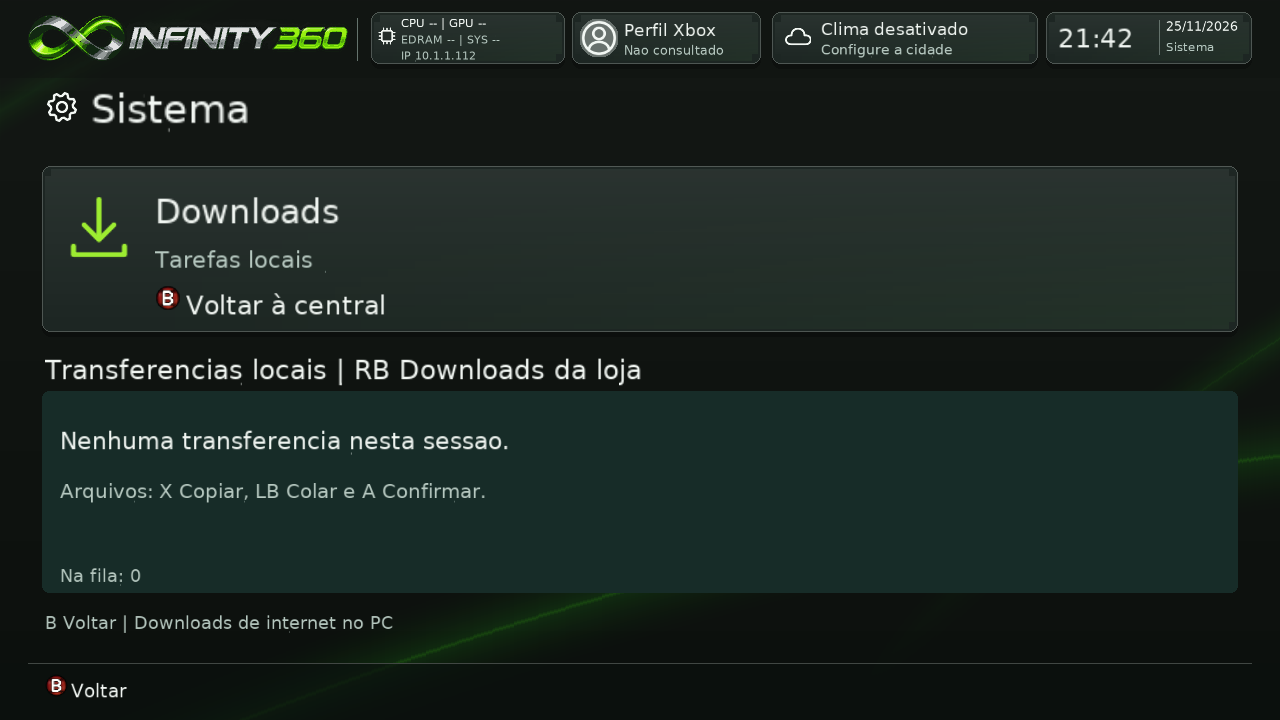 INFINITY 360
CPU -- | GPU --
EDRAM -- | SYS --
IP 10.1.1.112
Perfil Xbox
Nao consultado
Clima desativado
Configure a cidade
21:42
25/11/2026
Sistema
Sistema
Downloads
Tarefas locais
B Voltar à central
Transferencias locais | RB Downloads da loja
Nenhuma transferencia nesta sessao.
Arquivos: X Copiar, LB Colar e A Confirmar.
Na fila: 0
B Voltar | Downloads de internet no PC
B Voltar